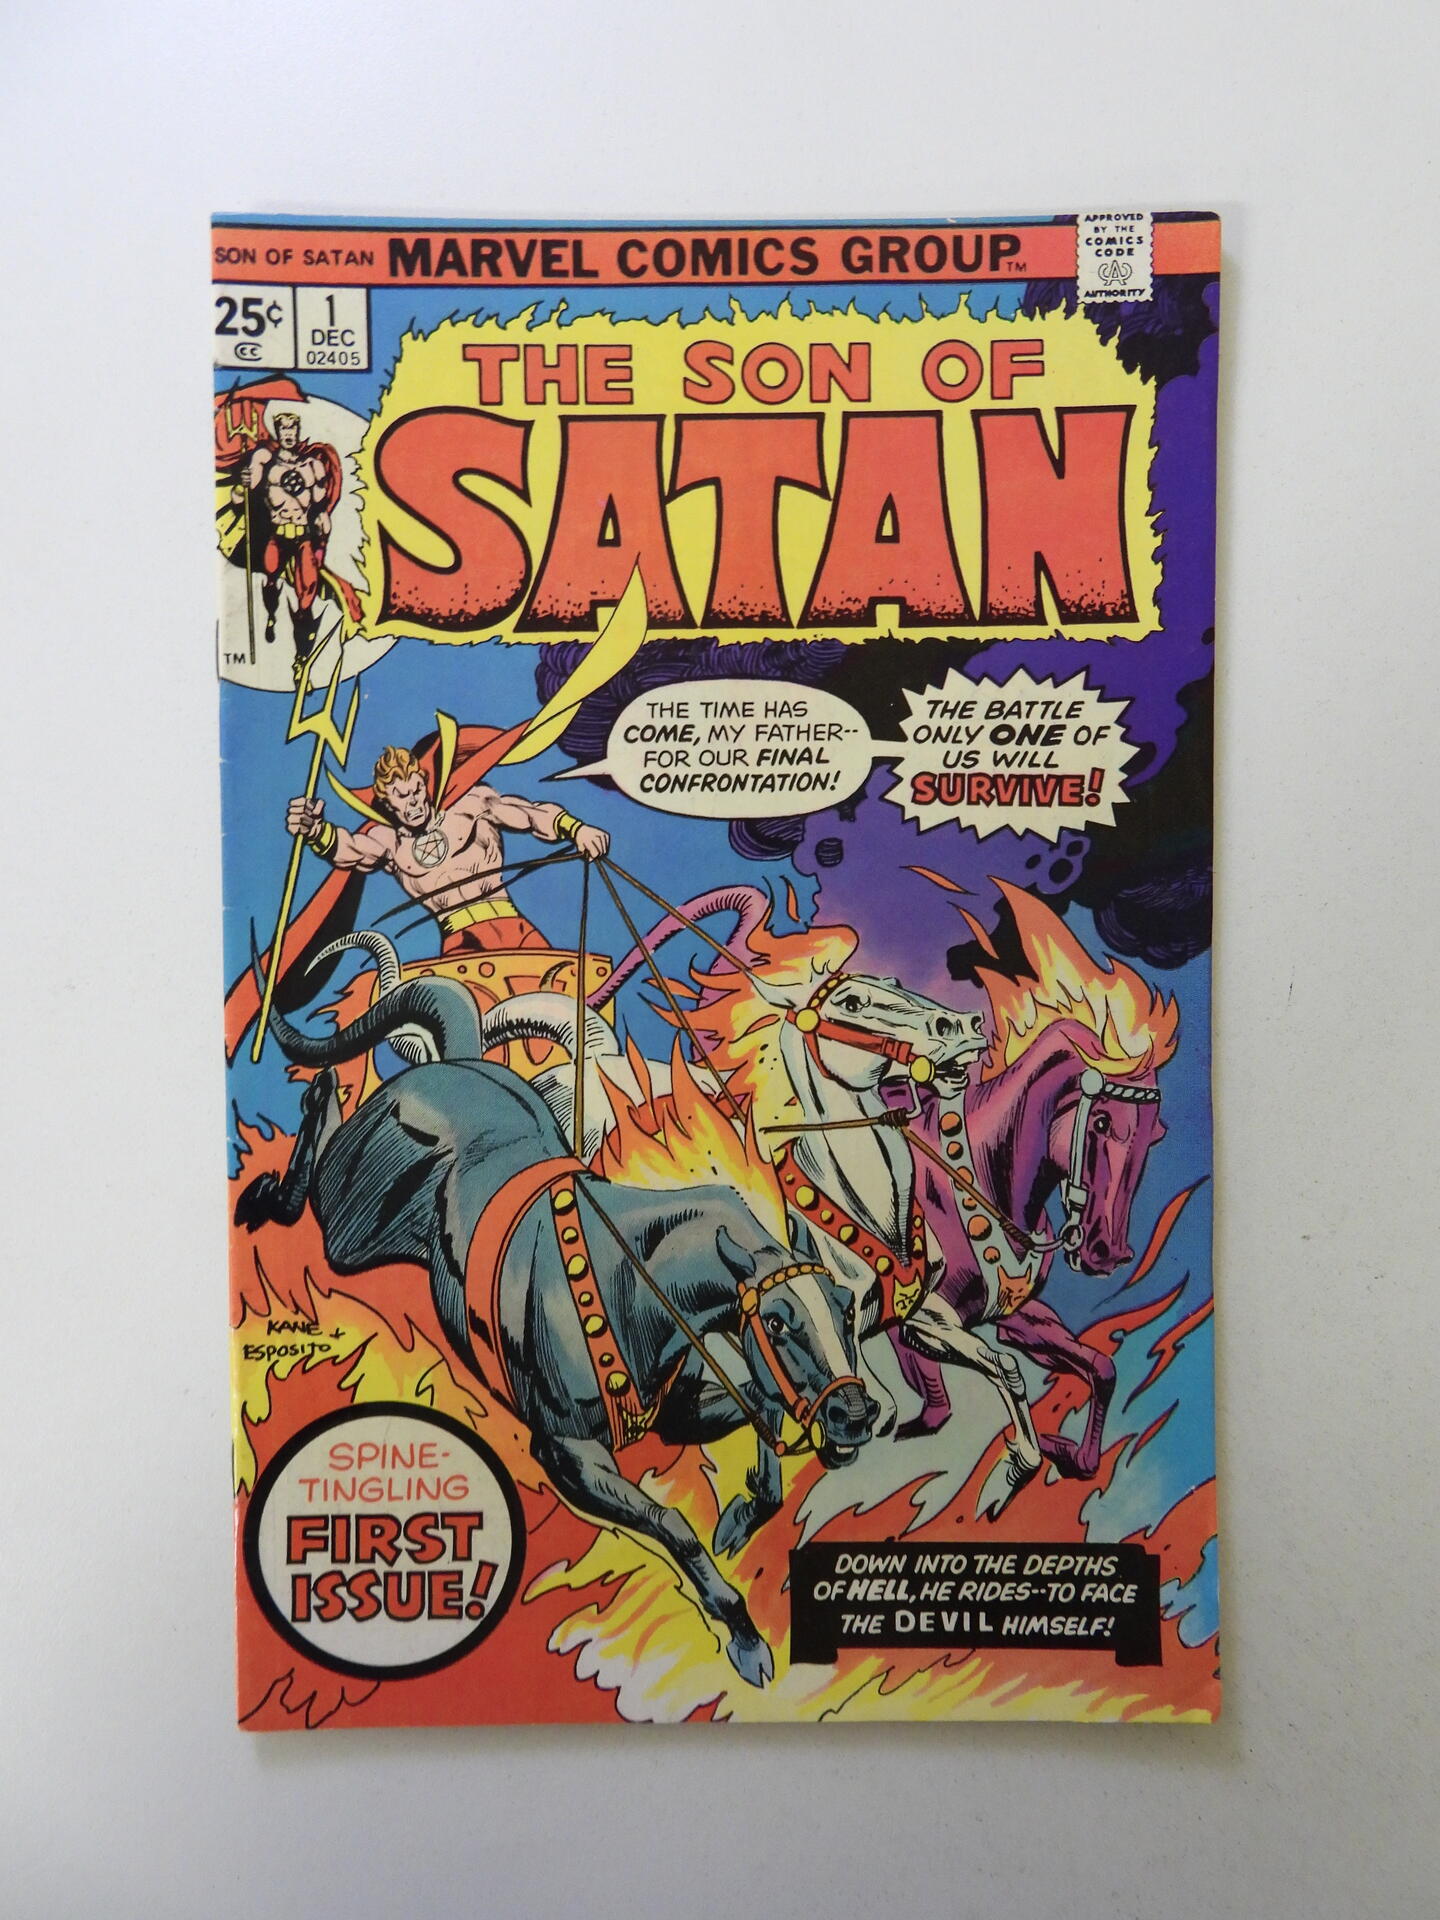 SON OF SATAN MARVEL COMICS GROUP™
APPROVED
BY THE
COMICS
CODE
CA
AUTHORITY
25¢
CC
1
DEC
02405
THE SON OF
SATAN
TM
THE TIME HAS
COME, MY FATHER--
FOR OUR FINAL
CONFRONTATION!
THE BATTLE
ONLY ONE OF
US WILL
SURVIVE!
KANE +
ESPOSITO
SPINE-
TINGLING
FIRST
ISSUE!
DOWN INTO THE DEPTHS
OF HELL, HE RIDES--TO FACE
THE DEVIL HIMSELF!